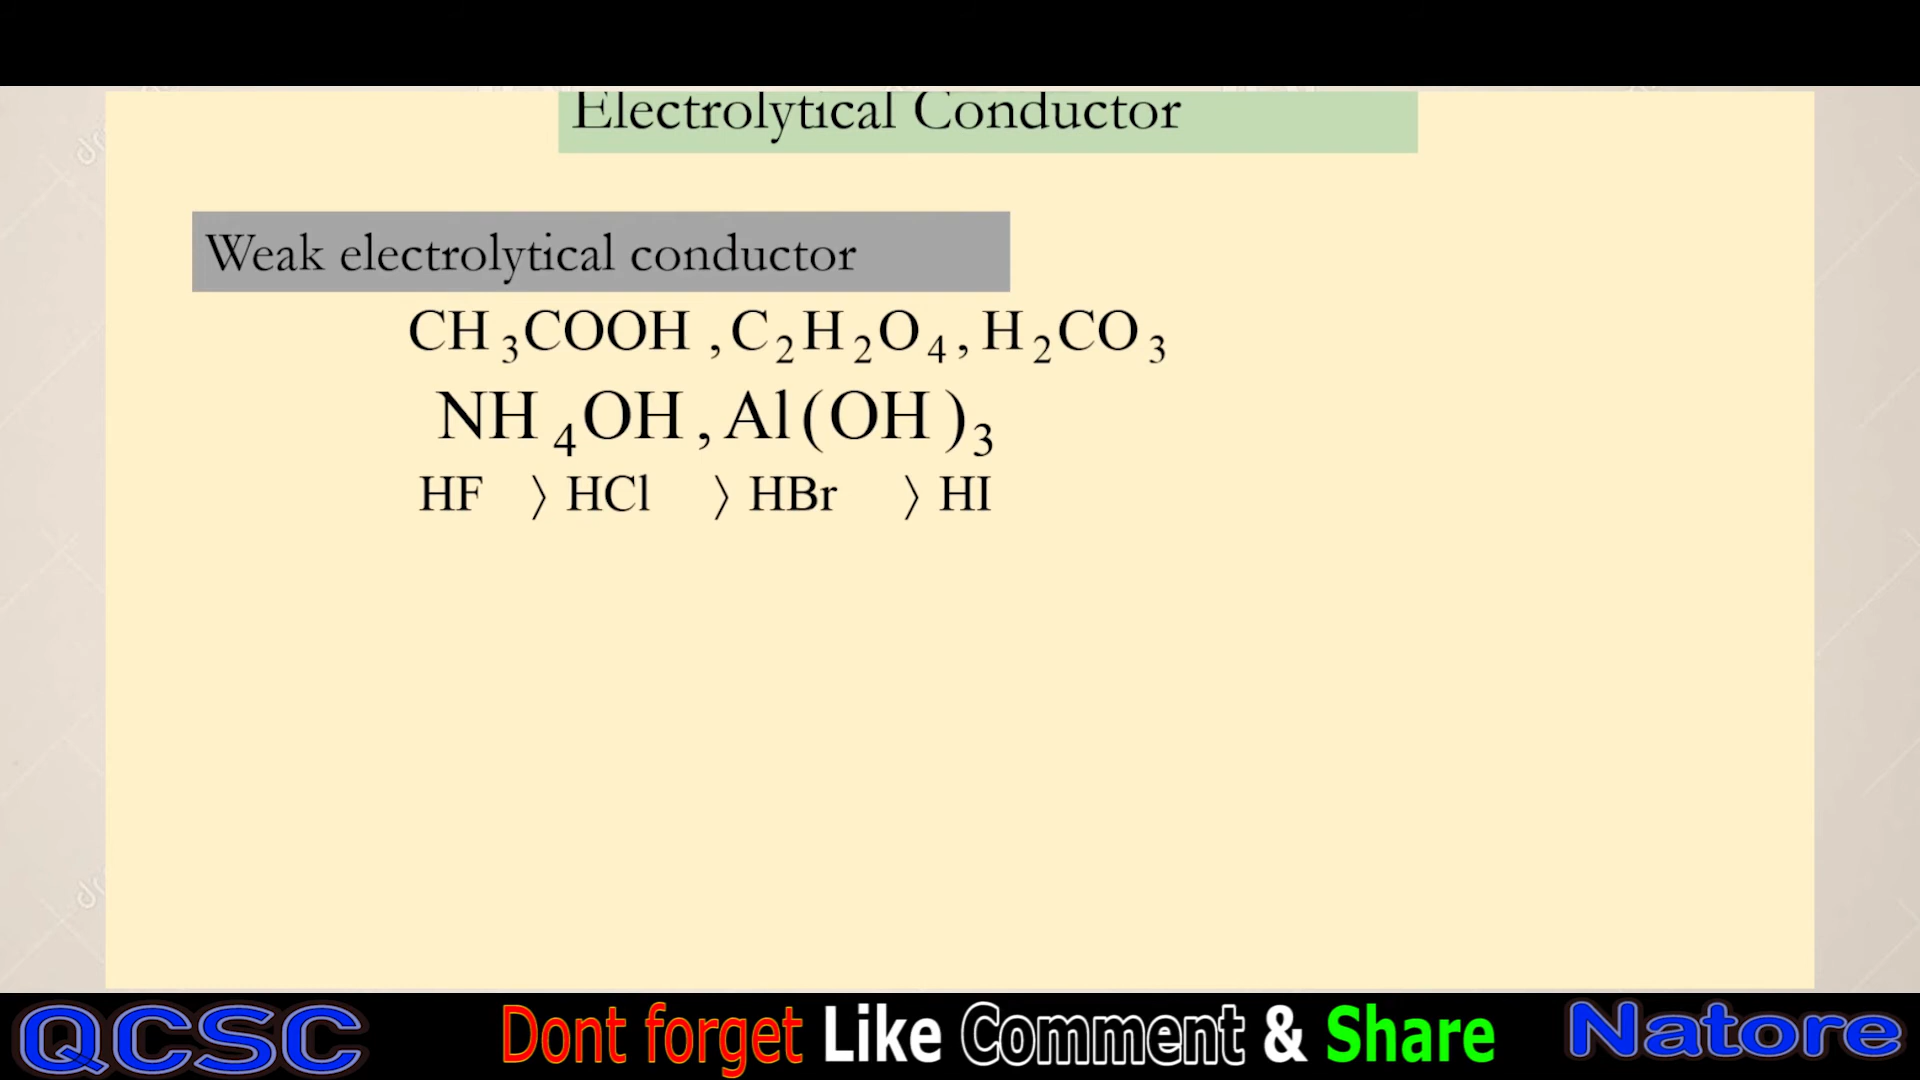 Electrolytical Conductor
Weak electrolytical conductor
CH₃COOH , C₂H₂O₄ , H₂CO₃
NH₄OH , Al(OH)₃
HF 〉 HCl 〉 HBr 〉 HI
QCSC Dont forget Like Comment & Share Natore